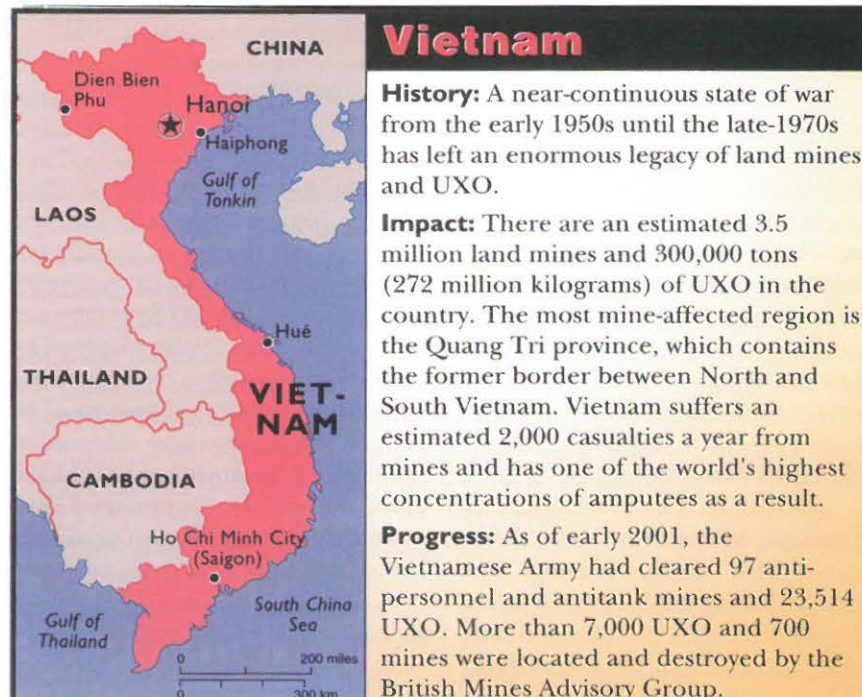 CHINA
Dien Bien
Phu
Hanoi
Haiphong
Gulf of
Tonkin
LAOS
Hué
THAILAND
VIET-
NAM
CAMBODIA
Ho Chi Minh City
(Saigon)
Gulf of
Thailand
South China
Sea
0 200 miles
0 300 km
Vietnam
History: A near-continuous state of war
from the early 1950s until the late-1970s
has left an enormous legacy of land mines
and UXO.
Impact: There are an estimated 3.5
million land mines and 300,000 tons
(272 million kilograms) of UXO in the
country. The most mine-affected region is
the Quang Tri province, which contains
the former border between North and
South Vietnam. Vietnam suffers an
estimated 2,000 casualties a year from
mines and has one of the world's highest
concentrations of amputees as a result.
Progress: As of early 2001, the
Vietnamese Army had cleared 97 anti-
personnel and antitank mines and 23,514
UXO. More than 7,000 UXO and 700
mines were located and destroyed by the
British Mines Advisory Group.